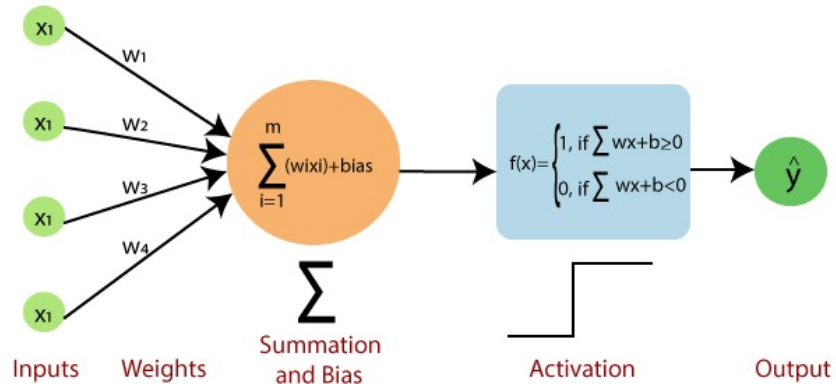 x1
w1
x1
w2
x1
w3
x1
w4
m
∑(wixi)+bias
i=1
f(x)={1, if ∑ wx+b≥0
0, if ∑ wx+b<0
ŷ
∑
Inputs
Weights
Summation
and Bias
Activation
Output